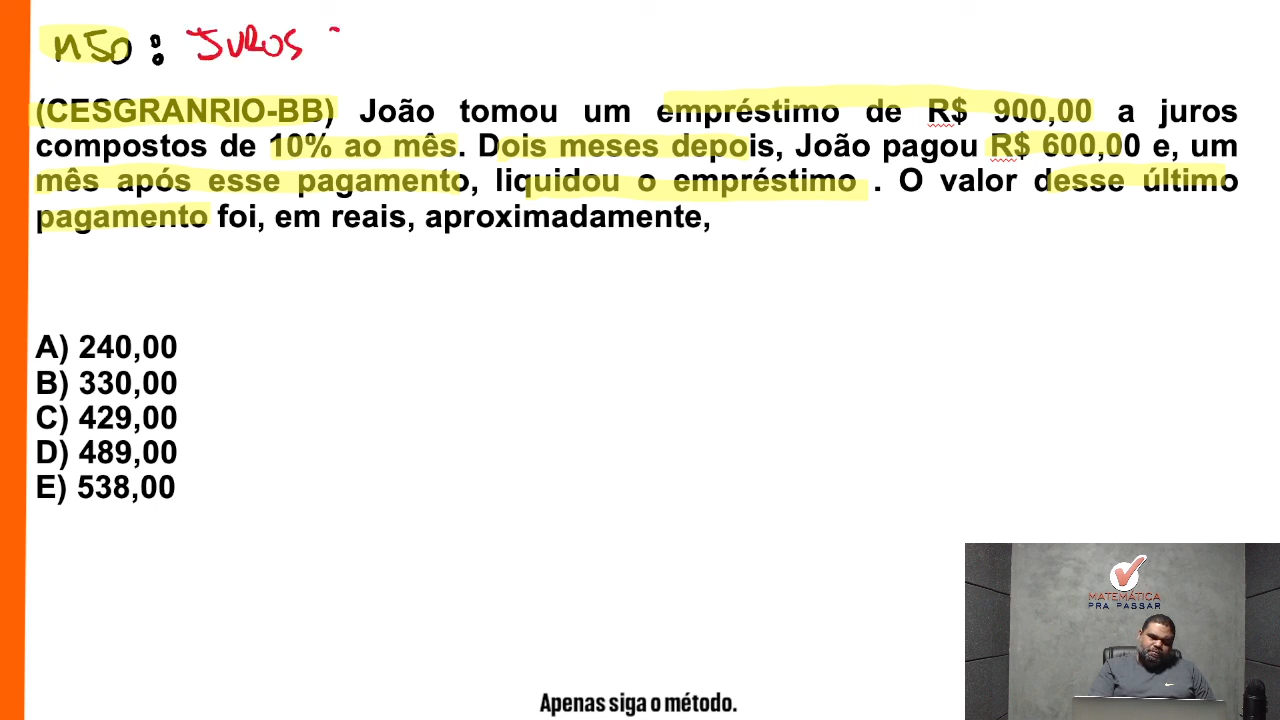 M50: JUROS
(CESGRANRIO-BB) João tomou um empréstimo de R$ 900,00 a juros
compostos de 10% ao mês. Dois meses depois, João pagou R$ 600,00 e, um
mês após esse pagamento, liquidou o empréstimo . O valor desse último
pagamento foi, em reais, aproximadamente,
A) 240,00
B) 330,00
C) 429,00
D) 489,00
E) 538,00
MATEMÁTICA
PRA PASSAR
Apenas siga o método.